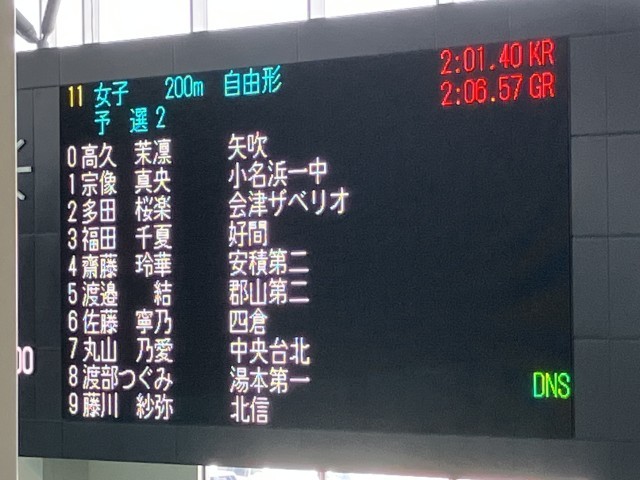 11 女子 200m 自由形 2:01.40 KR
予 選 2 2:06.57 GR
0 高久 茉凛 矢吹
1 宗像 真央 小名浜一中
2 多田 桜楽 会津ザベリオ
3 福田 千夏 好間
4 齋藤 玲華 安積第二
5 渡邉 結 郡山第二
6 佐藤 寧乃 四倉
7 丸山 乃愛 中央台北
8 渡部つぐみ 湯本第一 DNS
9 藤川 紗弥 北信
00